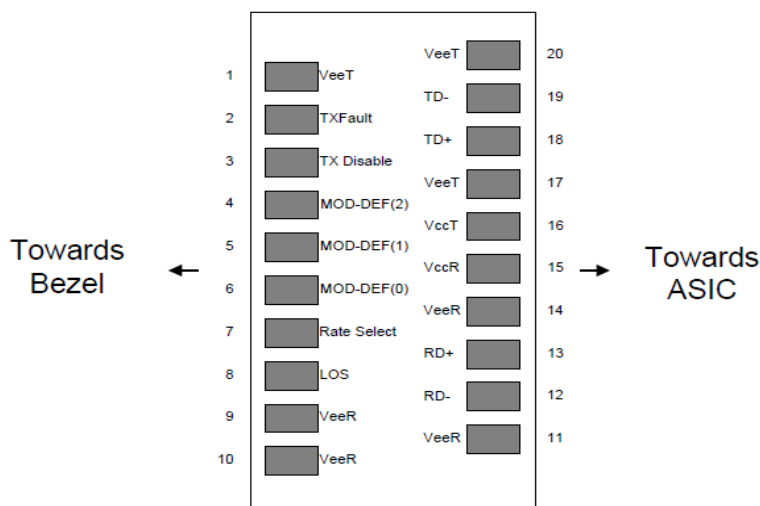 VeeT 20
1 VeeT
TD- 19
2 TXFault
TD+ 18
3 TX Disable
VeeT 17
4 MOD-DEF(2)
VccT 16
5 MOD-DEF(1)
Towards
Bezel
VccR 15
Towards
ASIC
6 MOD-DEF(0)
VeeR 14
7 Rate Select
RD+ 13
8 LOS
RD- 12
9 VeeR
VeeR 11
10 VeeR